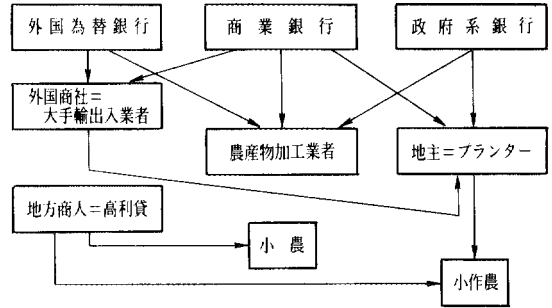 外国為替銀行
商業銀行
政府系銀行
外国商社=
大手輸出入業者
農産物加工業者
地主=プランター
地方商人=高利貸
小農
小作農